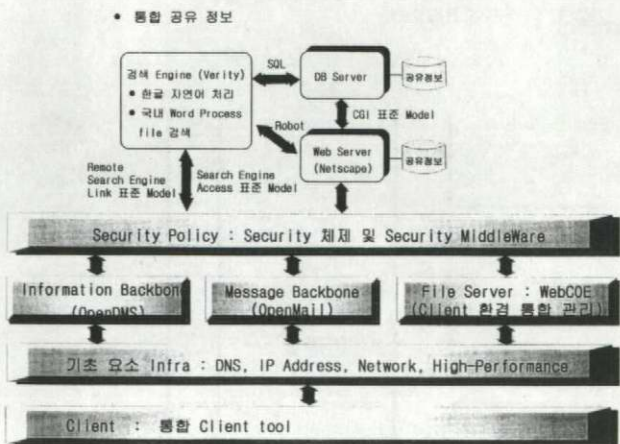 • 통합 공유 정보
검색 Engine (Verity)
• 한글 자연어 처리
• 국내 Word Process
file 검색
SQL
DB Server
공유정보
CGI 표준 Model
Robot
Web Server
(Netscape)
공유정보
Remote
Search Engine
Link 표준 Model
Search Engine
Access 표준 Model
Security Policy : Security 체제 및 Security MiddleWare
Information Backbone
(OpenDMS)
Message Backbone
(OpenMail)
File Server : WebCOE
(Client 환경 통합 관리)
기초 요소 Infra : DNS, IP Address, Network, High-Performance
Client : 통합 Client tool